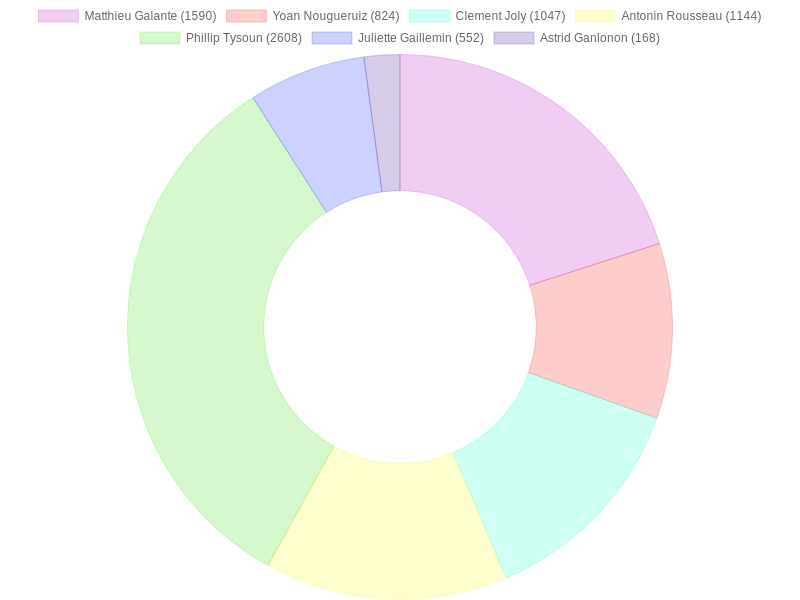 Matthieu Galante (1590) Yoan Nougueruiz (824) Clement Joly (1047) Antonin Rousseau (1144)
Phillip Tysoun (2608) Juliette Gaillemin (552) Astrid Ganlonon (168)